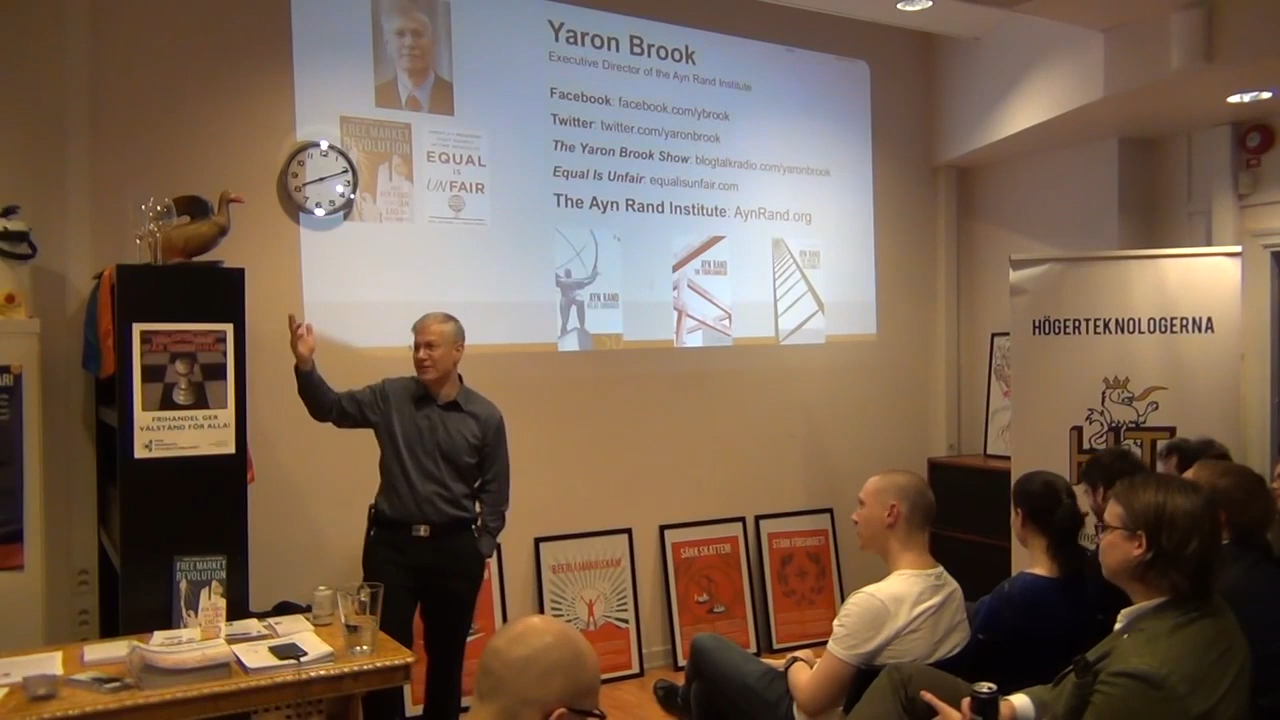 Yaron Brook
Executive Director of the Ayn Rand Institute
Facebook: facebook.com/ybrook
Twitter: twitter.com/yaronbrook
The Yaron Brook Show: blogtalkradio.com/yaronbrook
Equal Is Unfair: equalisunfair.com
The Ayn Rand Institute: AynRand.org
FREE MARKET
REVOLUTION
EQUAL
IS
UNFAIR
AYN RAND
AYN RAND
AYN RAND
HÖGERTEKNOLOGERNA
HT
FRIHANDEL GER
VÄLSTÅND FÖR ALLA!
FREE MARKET
REVOLUTION
BEFRIA MÄNNISKAN!
SÄNK SKATTEN!
STÄRK FÖRSVARET!